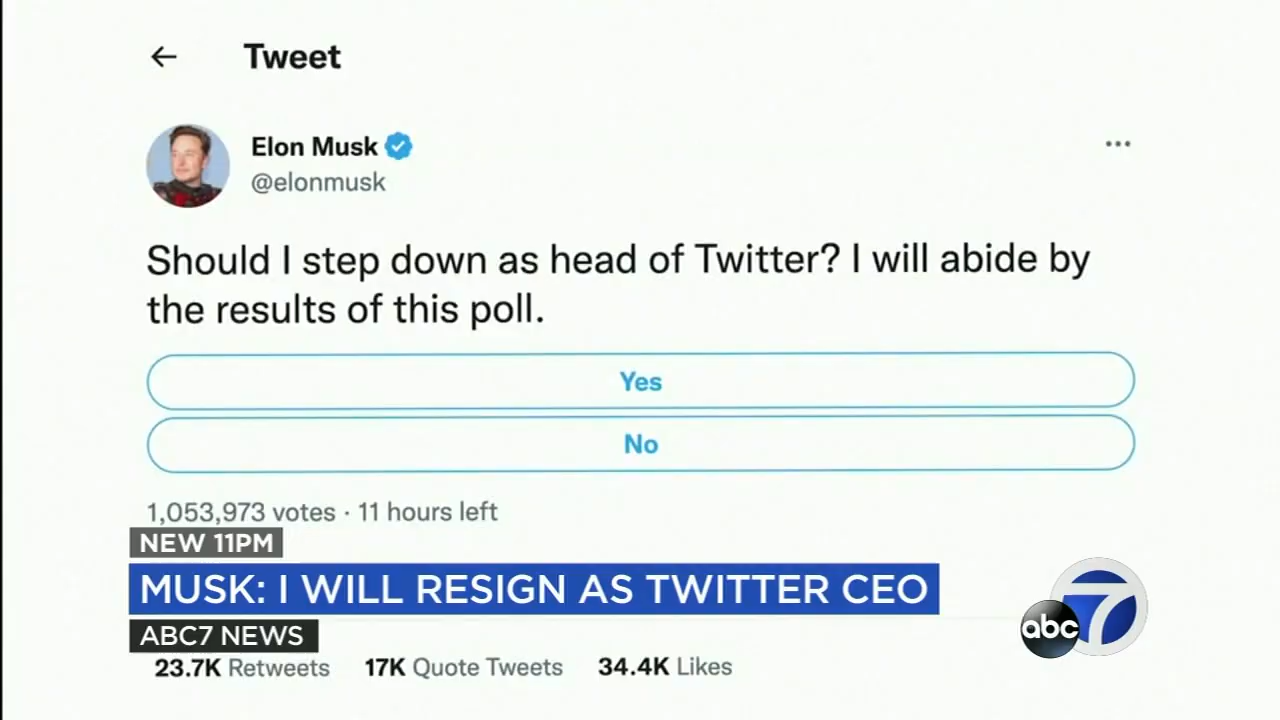 ← Tweet
Elon Musk
@elonmusk
...
Should I step down as head of Twitter? I will abide by
the results of this poll.
Yes
No
1,053,973 votes · 11 hours left
NEW 11PM
MUSK: I WILL RESIGN AS TWITTER CEO
ABC7 NEWS
abc 7
23.7K Retweets 17K Quote Tweets 34.4K Likes